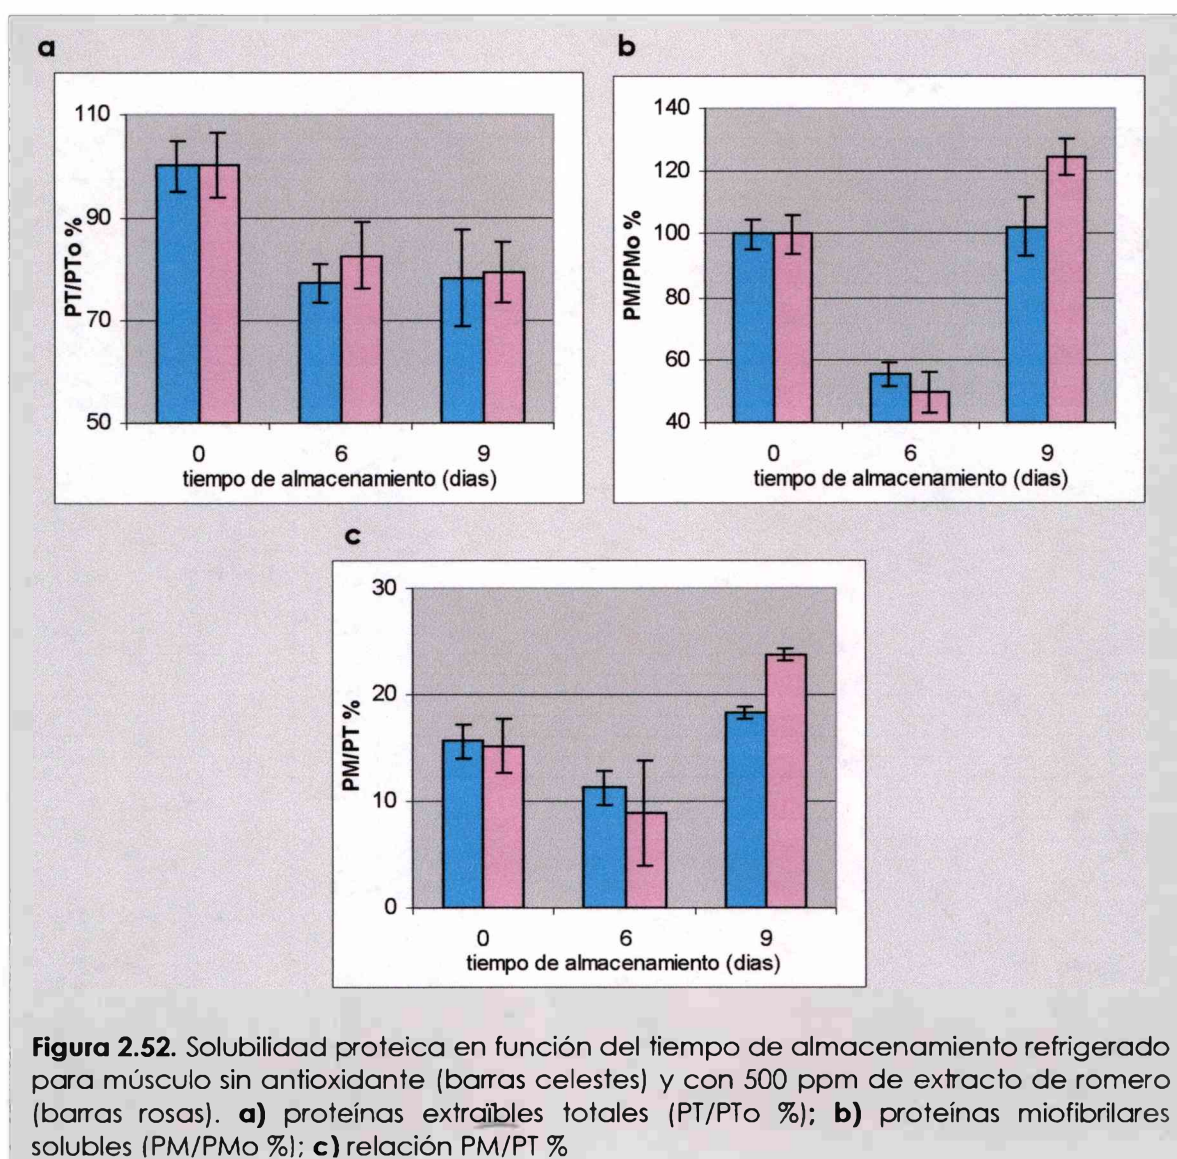 a
110
90
70
50
PT/PTo %
0 6 9
tiempo de almacenamiento (dias)
b
140
120
100
80
60
40
PM/PMo %
0 6 9
tiempo de almacenamiento (dias)
c
30
20
10
0
PM/PT %
0 6 9
tiempo de almacenamiento (dias)
Figura 2.52. Solubilidad proteica en función del tiempo de almacenamiento refrigerado
para músculo sin antioxidante (barras celestes) y con 500 ppm de extracto de romero
(barras rosas). a) proteínas extraïbles totales (PT/PTo %); b) proteínas miofibrilares
solubles (PM/PMo %); c) relación PM/PT %